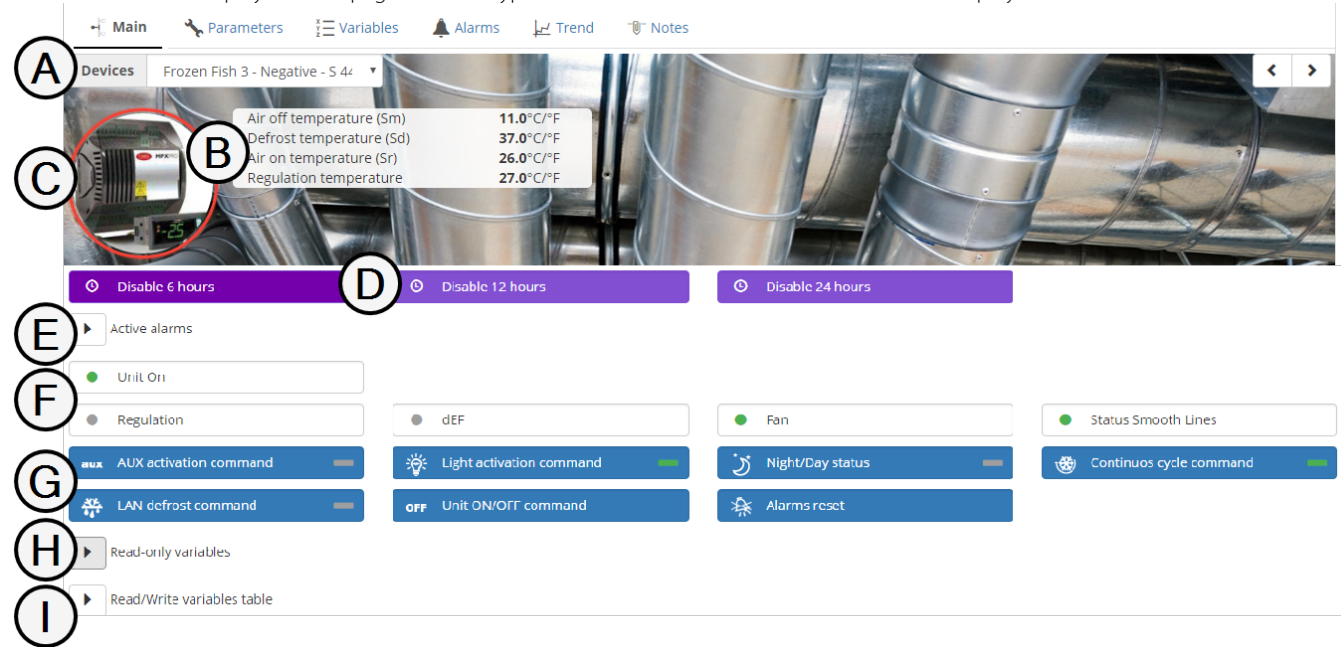 Main Parameters Variables Alarms Trend Notes
A Devices Frozen Fish 3 - Negative - S 44
Air off temperature (Sm) 11.0°C/°F
B Defrost temperature (Sd) 37.0°C/°F
Air on temperature (Sr) 26.0°C/°F
C Regulation temperature 27.0°C/°F
MPXPRO
-25
Disable 6 hours D Disable 12 hours Disable 24 hours
E Active alarms
Unit On
F
Regulation dEF Fan Status Smooth Lines
aux AUX activation command Light activation command Night/Day status Continuos cycle command
G
LAN defrost command OFF Unit ON/OFF command Alarms reset
H Read-only variables
I Read/Write variables table